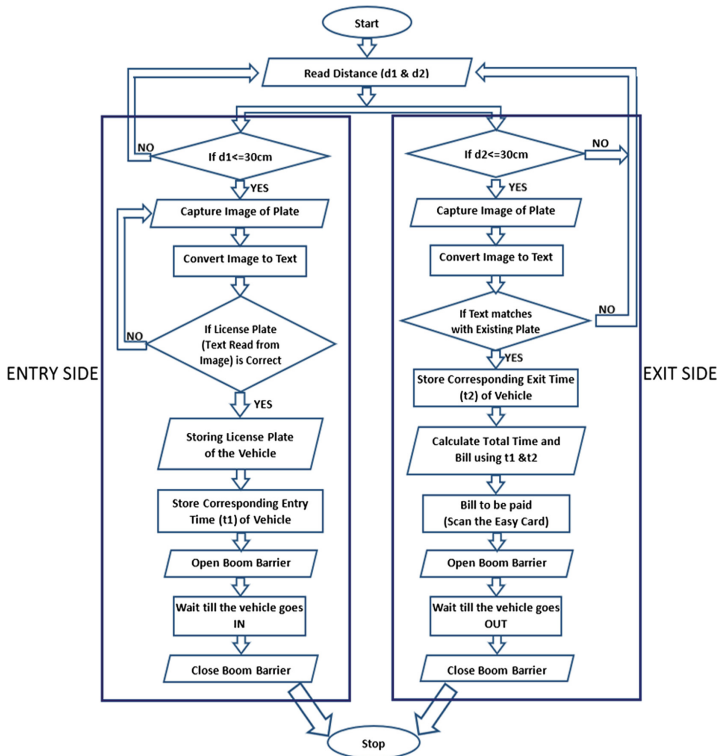 Start
Read Distance (d1 & d2)
ENTRY SIDE
If d1<=30cm
NO
YES
Capture Image of Plate
Convert Image to Text
If License Plate
(Text Read from
Image) is Correct
NO
YES
Storing License Plate
of the Vehicle
Store Corresponding Entry
Time (t1) of Vehicle
Open Boom Barrier
Wait till the vehicle goes
IN
Close Boom Barrier
EXIT SIDE
If d2<=30cm
NO
YES
Capture Image of Plate
Convert Image to Text
If Text matches
with Existing Plate
NO
YES
Store Corresponding Exit Time
(t2) of Vehicle
Calculate Total Time and
Bill using t1 &t2
Bill to be paid
(Scan the Easy Card)
Open Boom Barrier
Wait till the vehicle goes
OUT
Close Boom Barrier
Stop